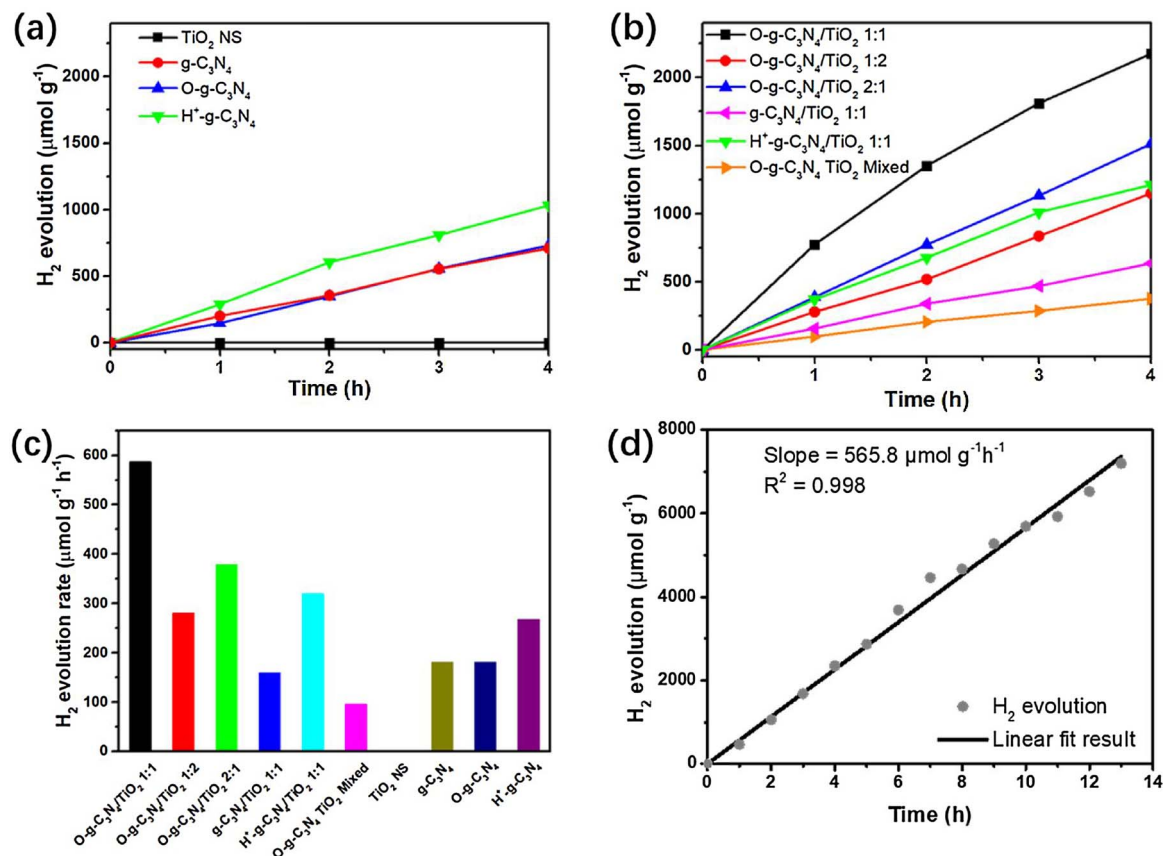 (a)
TiO₂ NS
g-C₃N₄
O-g-C₃N₄
H⁺-g-C₃N₄
H₂ evolution (μmol g⁻¹)
2000
1500
1000
500
0
0 1 2 3 4
Time (h)
(b)
O-g-C₃N₄/TiO₂ 1:1
O-g-C₃N₄/TiO₂ 1:2
O-g-C₃N₄/TiO₂ 2:1
g-C₃N₄/TiO₂ 1:1
H⁺-g-C₃N₄/TiO₂ 1:1
O-g-C₃N₄ TiO₂ Mixed
H₂ evolution (μmol g⁻¹)
2000
1500
1000
500
0
0 1 2 3 4
Time (h)
(c)
H₂ evolution rate (μmol g⁻¹ h⁻¹)
600
500
400
300
200
100
0
O-g-C₃N₄/TiO₂ 1:1
O-g-C₃N₄/TiO₂ 1:2
O-g-C₃N₄/TiO₂ 2:1
g-C₃N₄/TiO₂ 1:1
H⁺-g-C₃N₄/TiO₂ 1:1
O-g-C₃N₄ TiO₂ Mixed
TiO₂ NS
g-C₃N₄
O-g-C₃N₄
H⁺-g-C₃N₄
(d)
Slope = 565.8 μmol g⁻¹h⁻¹
R² = 0.998
H₂ evolution
Linear fit result
H₂ evolution (μmol g⁻¹)
8000
6000
4000
2000
0
0 2 4 6 8 10 12 14
Time (h)